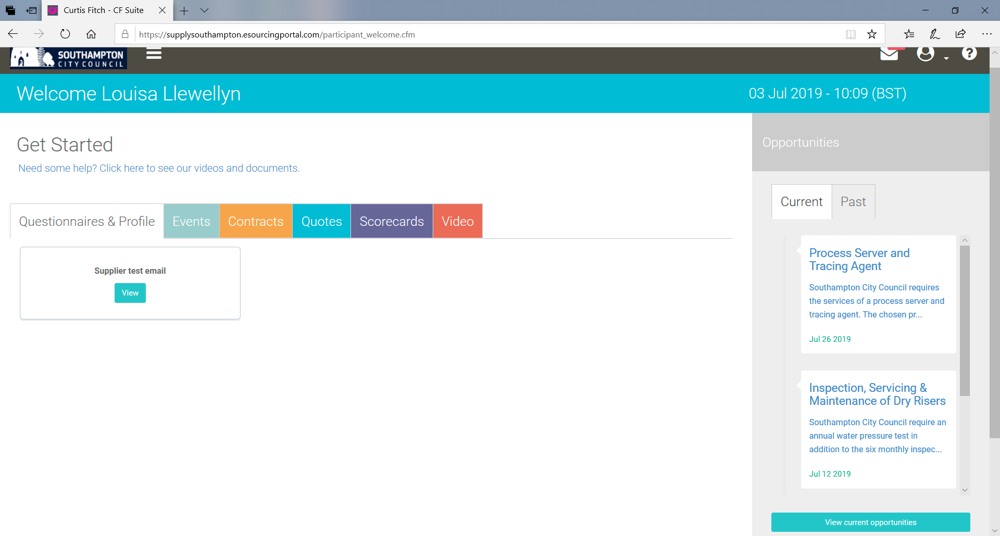 Curtis Fitch - CF Suite
https://supplysouthampton.esourcingportal.com/participant_welcome.cfm
SOUTHAMPTON
CITY COUNCIL
Welcome Louisa Llewellyn
03 Jul 2019 - 10:09 (BST)
Get Started
Need some help? Click here to see our videos and documents.
Questionnaires & Profile
Events
Contracts
Quotes
Scorecards
Video
Supplier test email
View
Opportunities
Current
Past
Process Server and
Tracing Agent
Southampton City Council requires
the services of a process server and
tracing agent. The chosen pr...
Jul 26 2019
Inspection, Servicing &
Maintenance of Dry Risers
Southampton City Council require an
annual water pressure test in
addition to the six monthly inspec...
Jul 12 2019
View current opportunities